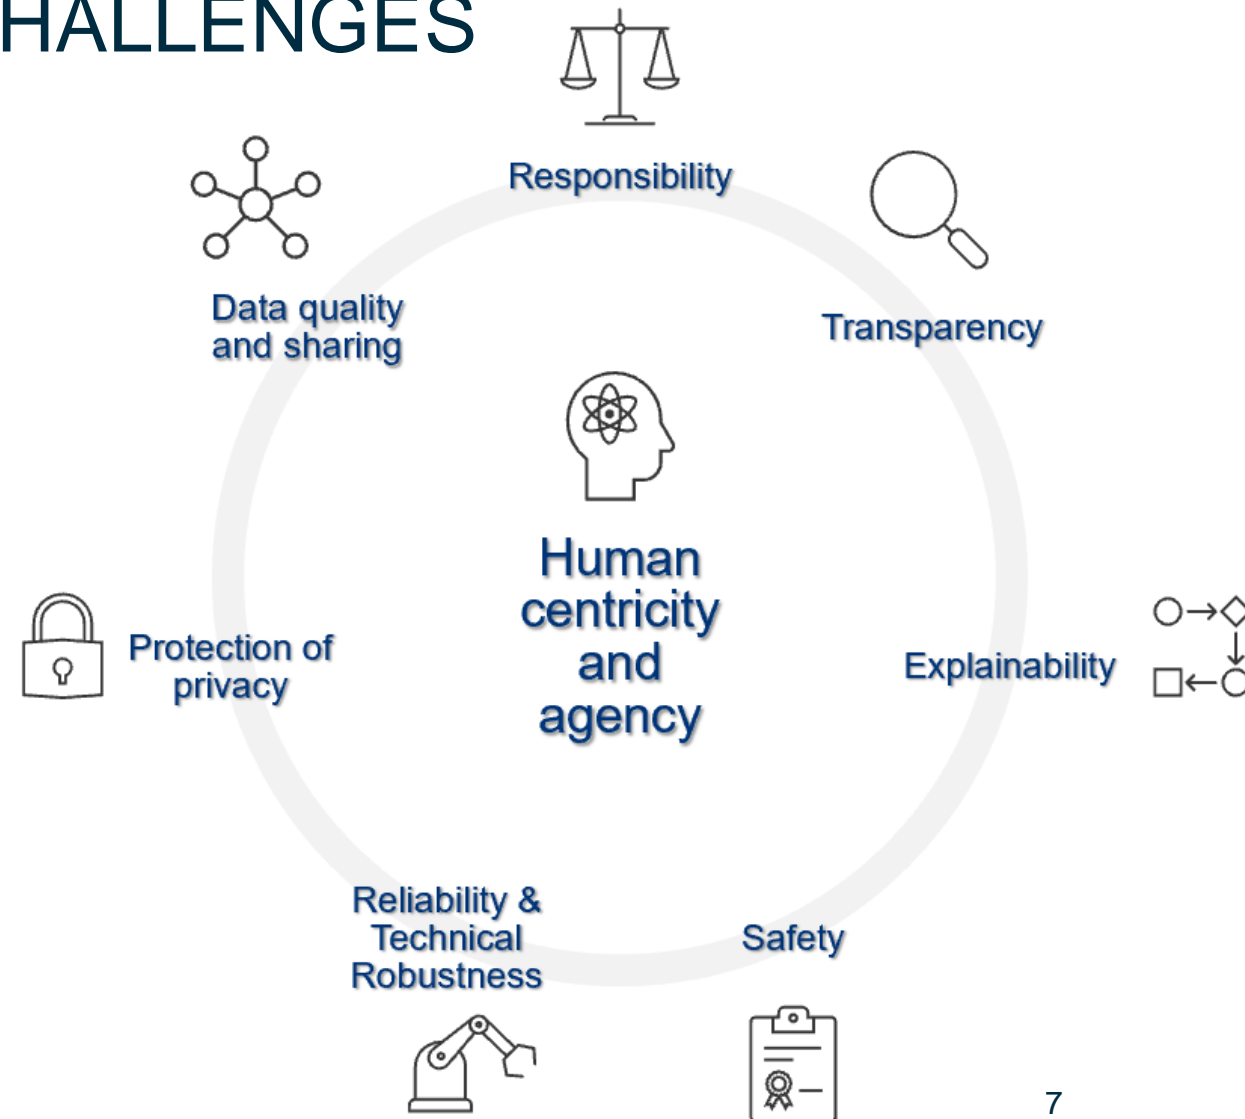 HALLENGES
Responsibility
Data quality
and sharing
Transparency
Human
centricity
and
agency
Protection of
privacy
Explainability
Reliability &
Technical
Robustness
Safety
7